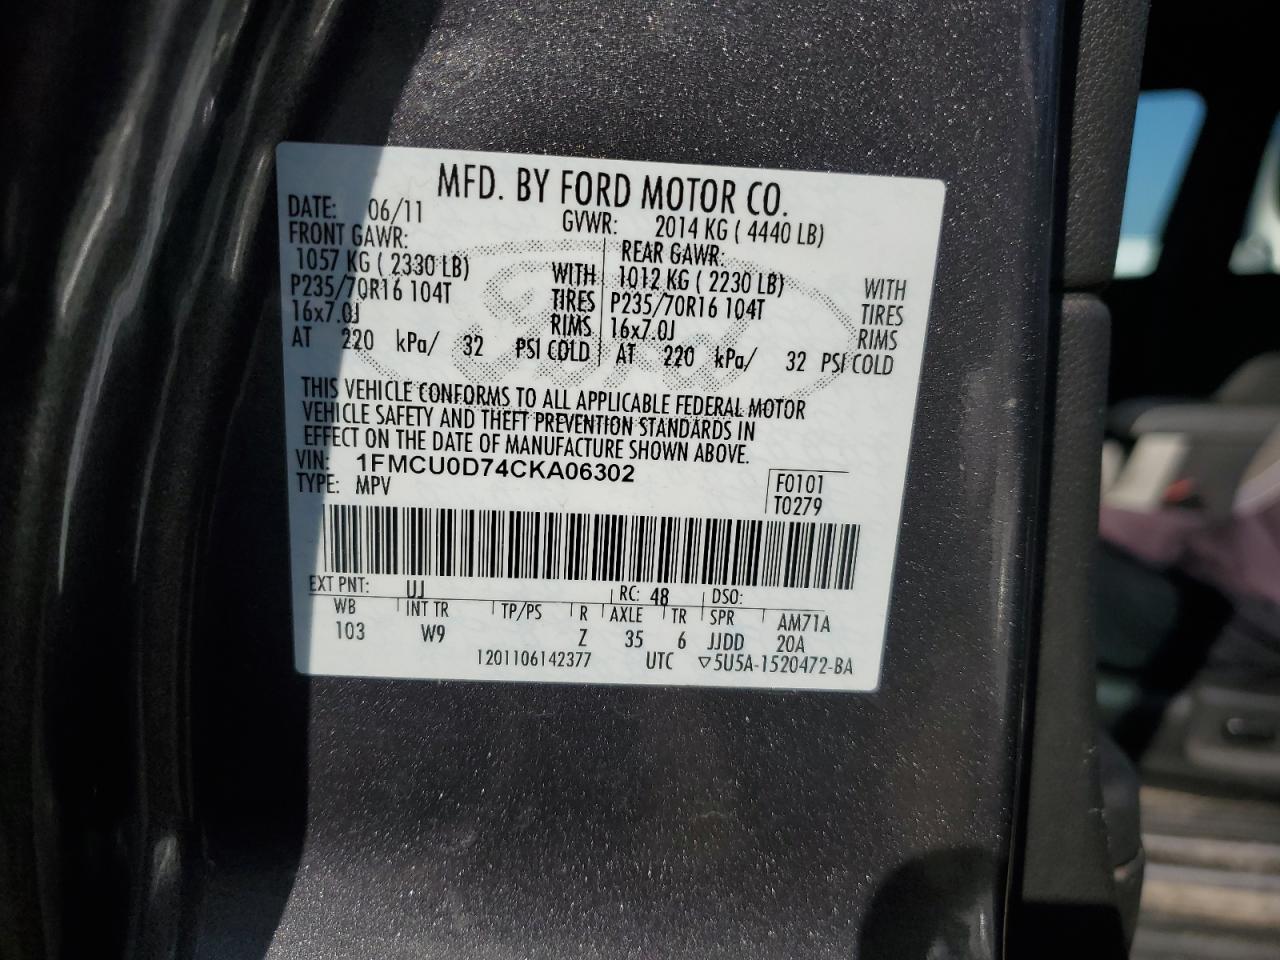 MFD. BY FORD MOTOR CO.
DATE: 06/11 GVWR: 2014 KG ( 4440 LB)
FRONT GAWR: REAR GAWR:
1057 KG ( 2330 LB) WITH 1012 KG ( 2230 LB) WITH
P235/70R16 104T TIRES P235/70R16 104T TIRES
16x7.0J RIMS 16x7.0J RIMS
AT 220 kPa/ 32 PSI COLD AT 220 kPa/ 32 PSI COLD
THIS VEHICLE CONFORMS TO ALL APPLICABLE FEDERAL MOTOR
VEHICLE SAFETY AND THEFT PREVENTION STANDARDS IN
EFFECT ON THE DATE OF MANUFACTURE SHOWN ABOVE.
VIN: 1FMCU0D74CKA06302 F0101
TYPE: MPV T0279
EXT PNT: UJ RC: 48 DSO:
WB INT TR TP/PS R AXLE TR SPR AM71A
103 W9 Z 35 6 JJDD 20A
1201106142377 UTC ▽5U5A-1520472-BA
Ford